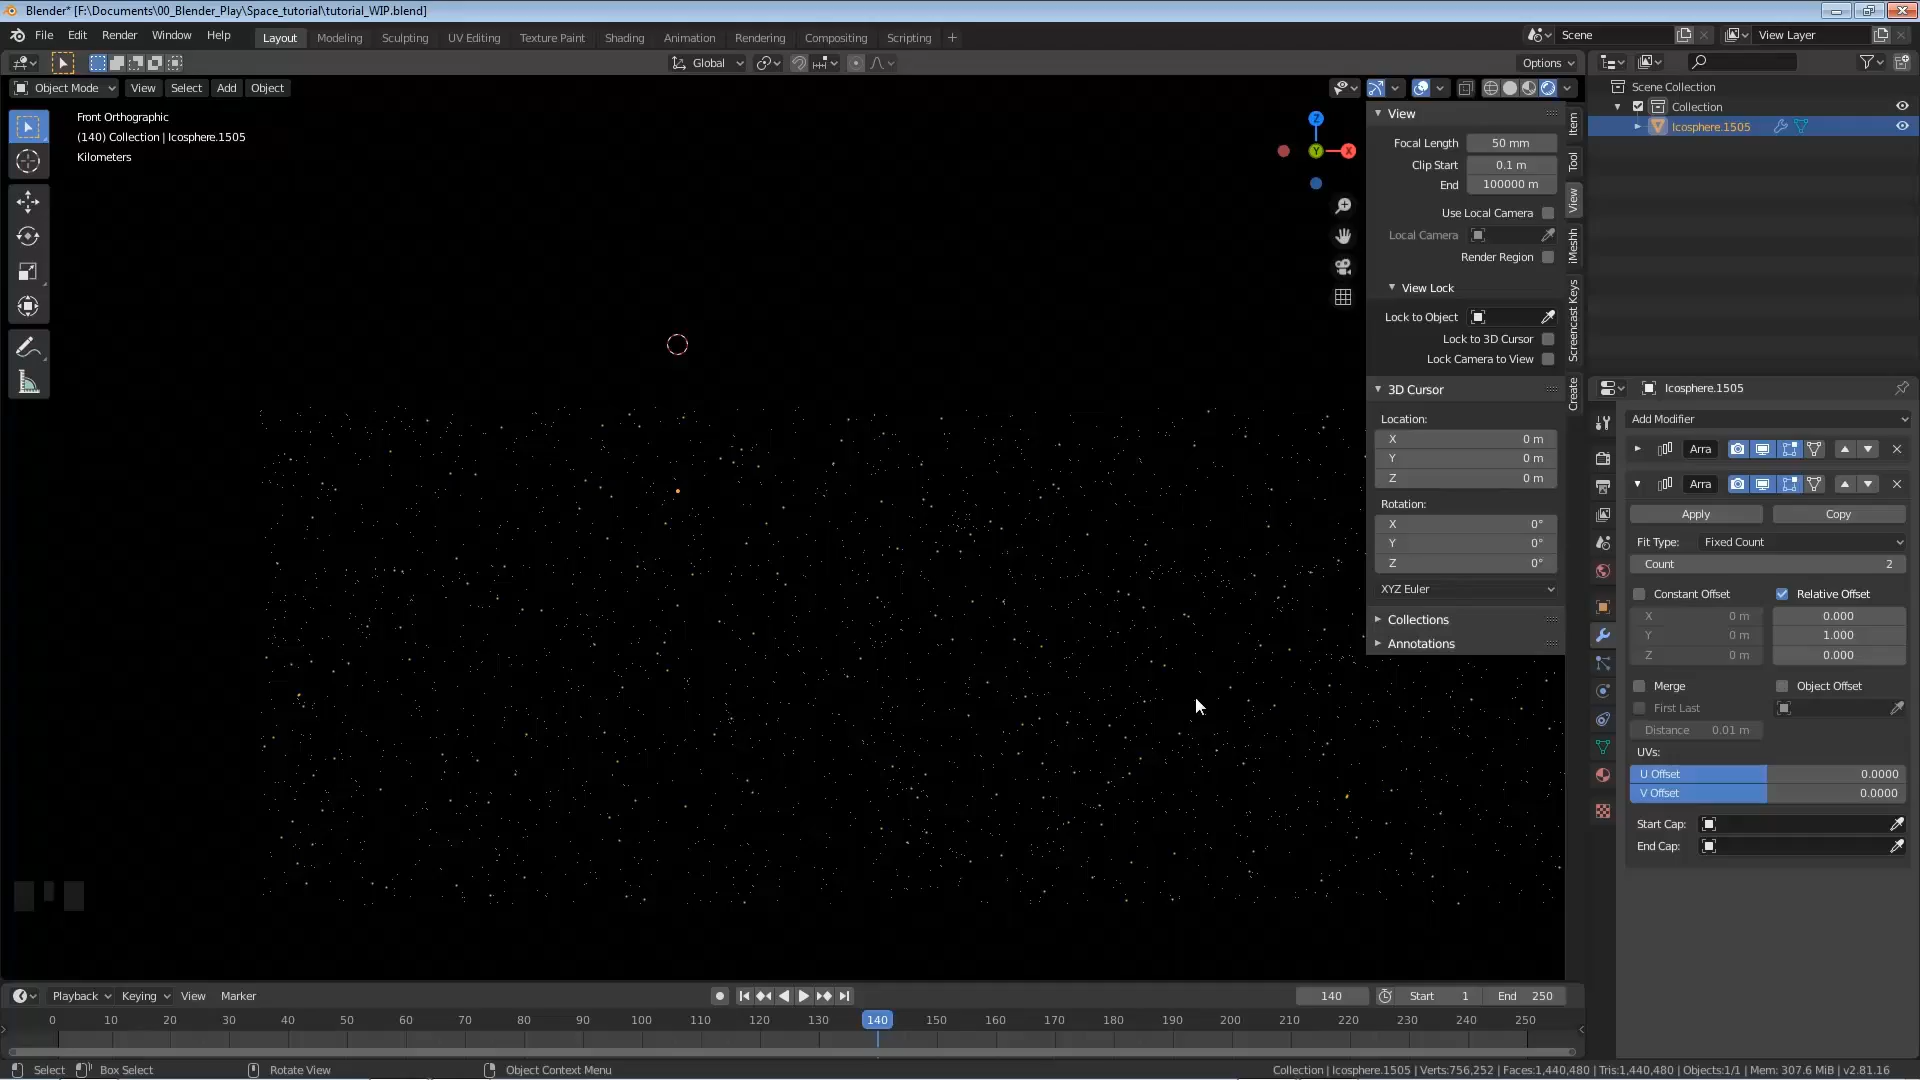 Blender* [F:\Documents\00_Blender_Play\Space_tutorial\tutorial_WIP.blend]
File Edit Render Window Help
Layout Modeling Sculpting UV Editing Texture Paint Shading Animation Rendering Compositing Scripting +
Scene
View Layer
Global
Options
Object Mode View Select Add Object
Front Orthographic
(140) Collection | Icosphere.1505
Kilometers
Z
Y
X
View
Focal Length 50 mm
Clip Start 0.1 m
End 100000 m
Use Local Camera
Local Camera
Render Region
View Lock
Lock to Object
Lock to 3D Cursor
Lock Camera to View
3D Cursor
Location:
X 0 m
Y 0 m
Z 0 m
Rotation:
X 0°
Y 0°
Z 0°
XYZ Euler
Collections
Annotations
Item
Tool
View
iMeshh
Screencast Keys
Create
Scene Collection
Collection
Icosphere.1505
Icosphere.1505
Add Modifier
Arra
Arra
Apply Copy
Fit Type: Fixed Count
Count 2
Constant Offset Relative Offset
X 0 m 0.000
Y 0 m 1.000
Z 0 m 0.000
Merge Object Offset
First Last
Distance 0.01 m
UVs:
U Offset 0.0000
V Offset 0.0000
Start Cap:
End Cap:
Playback Keying View Marker
140 Start 1 End 250
0 10 20 30 40 50 60 70 80 90 100 110 120 130 140 150 160 170 180 190 200 210 220 230 240 250
Select Box Select Rotate View Object Context Menu
Collection | Icosphere.1505 | Verts:756,252 | Faces:1,440,480 | Tris:1,440,480 | Objects:1/1 | Mem: 307.6 MiB | v2.81.16